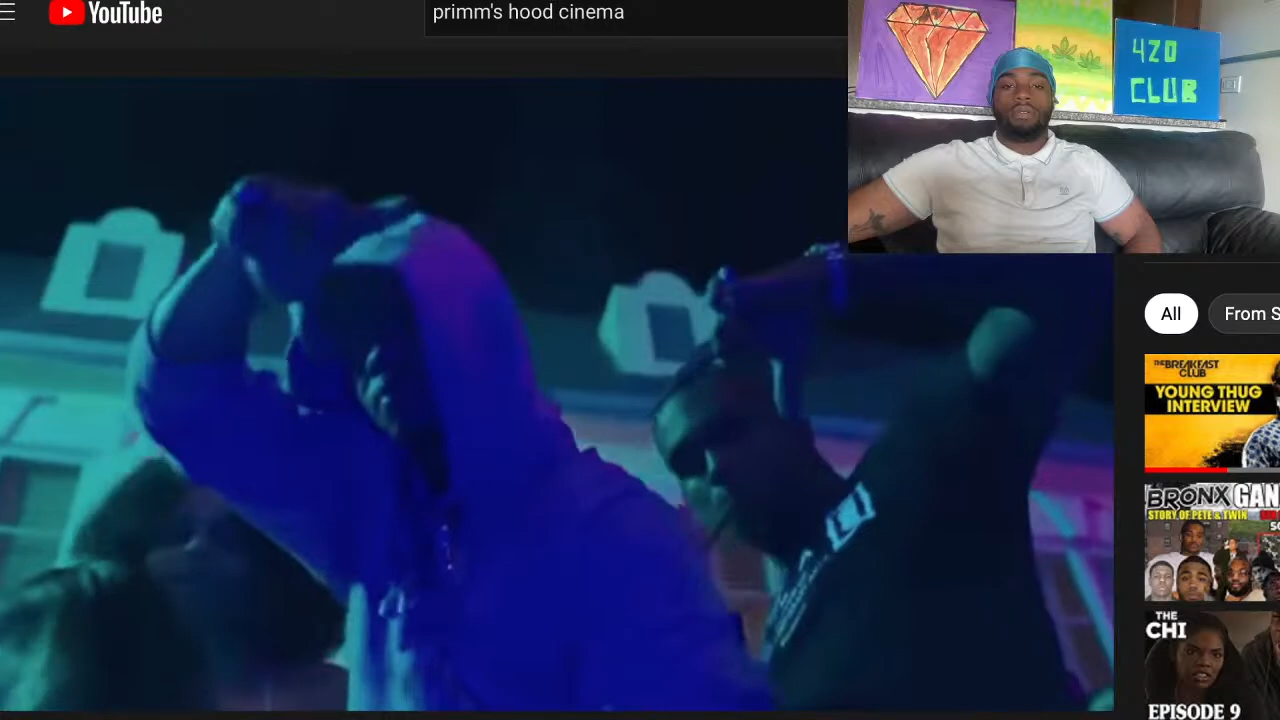 YouTube
primm's hood cinema
420
CLUB
All
From S
THE BREAKFAST
CLUB
YOUNG THUG
INTERVIEW
BRONX GAN
STORY OF PETE & TWIN
THE
CHI
EPISODE 9